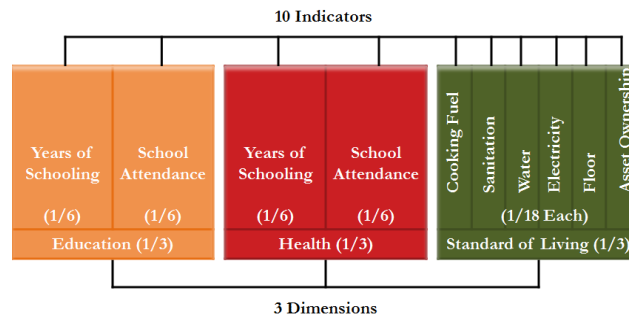 10 Indicators
Years of
Schooling
(1/6)
School
Attendance
(1/6)
Education (1/3)
Years of
Schooling
(1/6)
School
Attendance
(1/6)
Health (1/3)
Cooking Fuel
Sanitation
Water
Electricity
Floor
Asset Ownership
(1/18 Each)
Standard of Living (1/3)
3 Dimensions